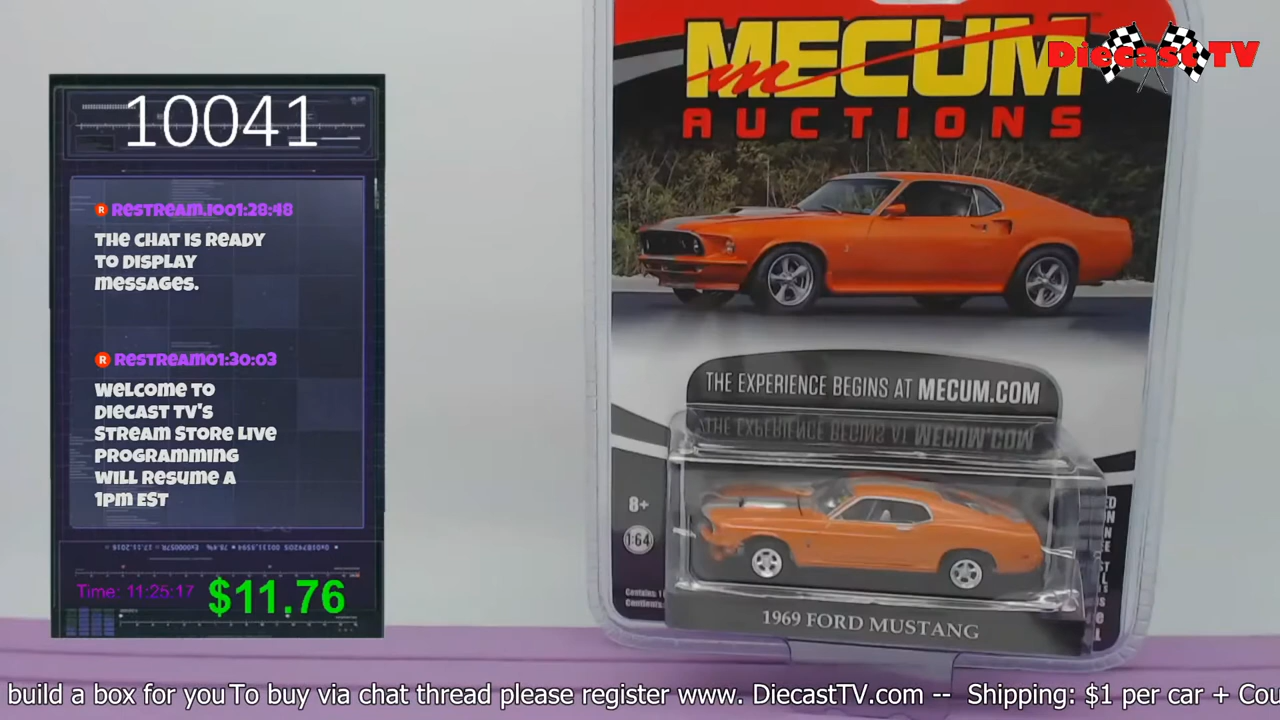 10041
Restream.io01:28:48
The chat is ready
to display
messages.
Restream01:30:03
Welcome to
Diecast TV's
Stream Store Live
Programming
will resume a
1pm EST
Time: 11:25:17
$11.76
MECUM
AUCTIONS
Diecast TV
THE EXPERIENCE BEGINS AT MECUM.COM
8+
1:64
1969 FORD MUSTANG
build a box for you To buy via chat thread please register www. DiecastTV.com -- Shipping: $1 per car + Cou